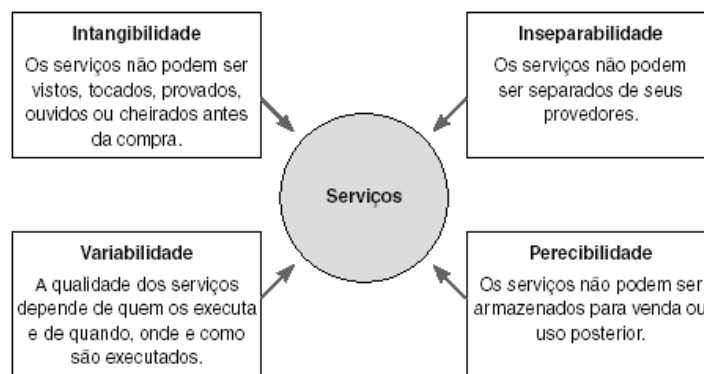 Intangibilidade
Os serviços não podem ser
vistos, tocados, provados,
ouvidos ou cheirados antes
da compra.
Inseparabilidade
Os serviços não podem
ser separados de seus
provedores.
Serviços
Variabilidade
A qualidade dos serviços
depende de quem os executa
e de quando, onde e como
são executados.
Perecibilidade
Os serviços não podem ser
armazenados para venda ou
uso posterior.